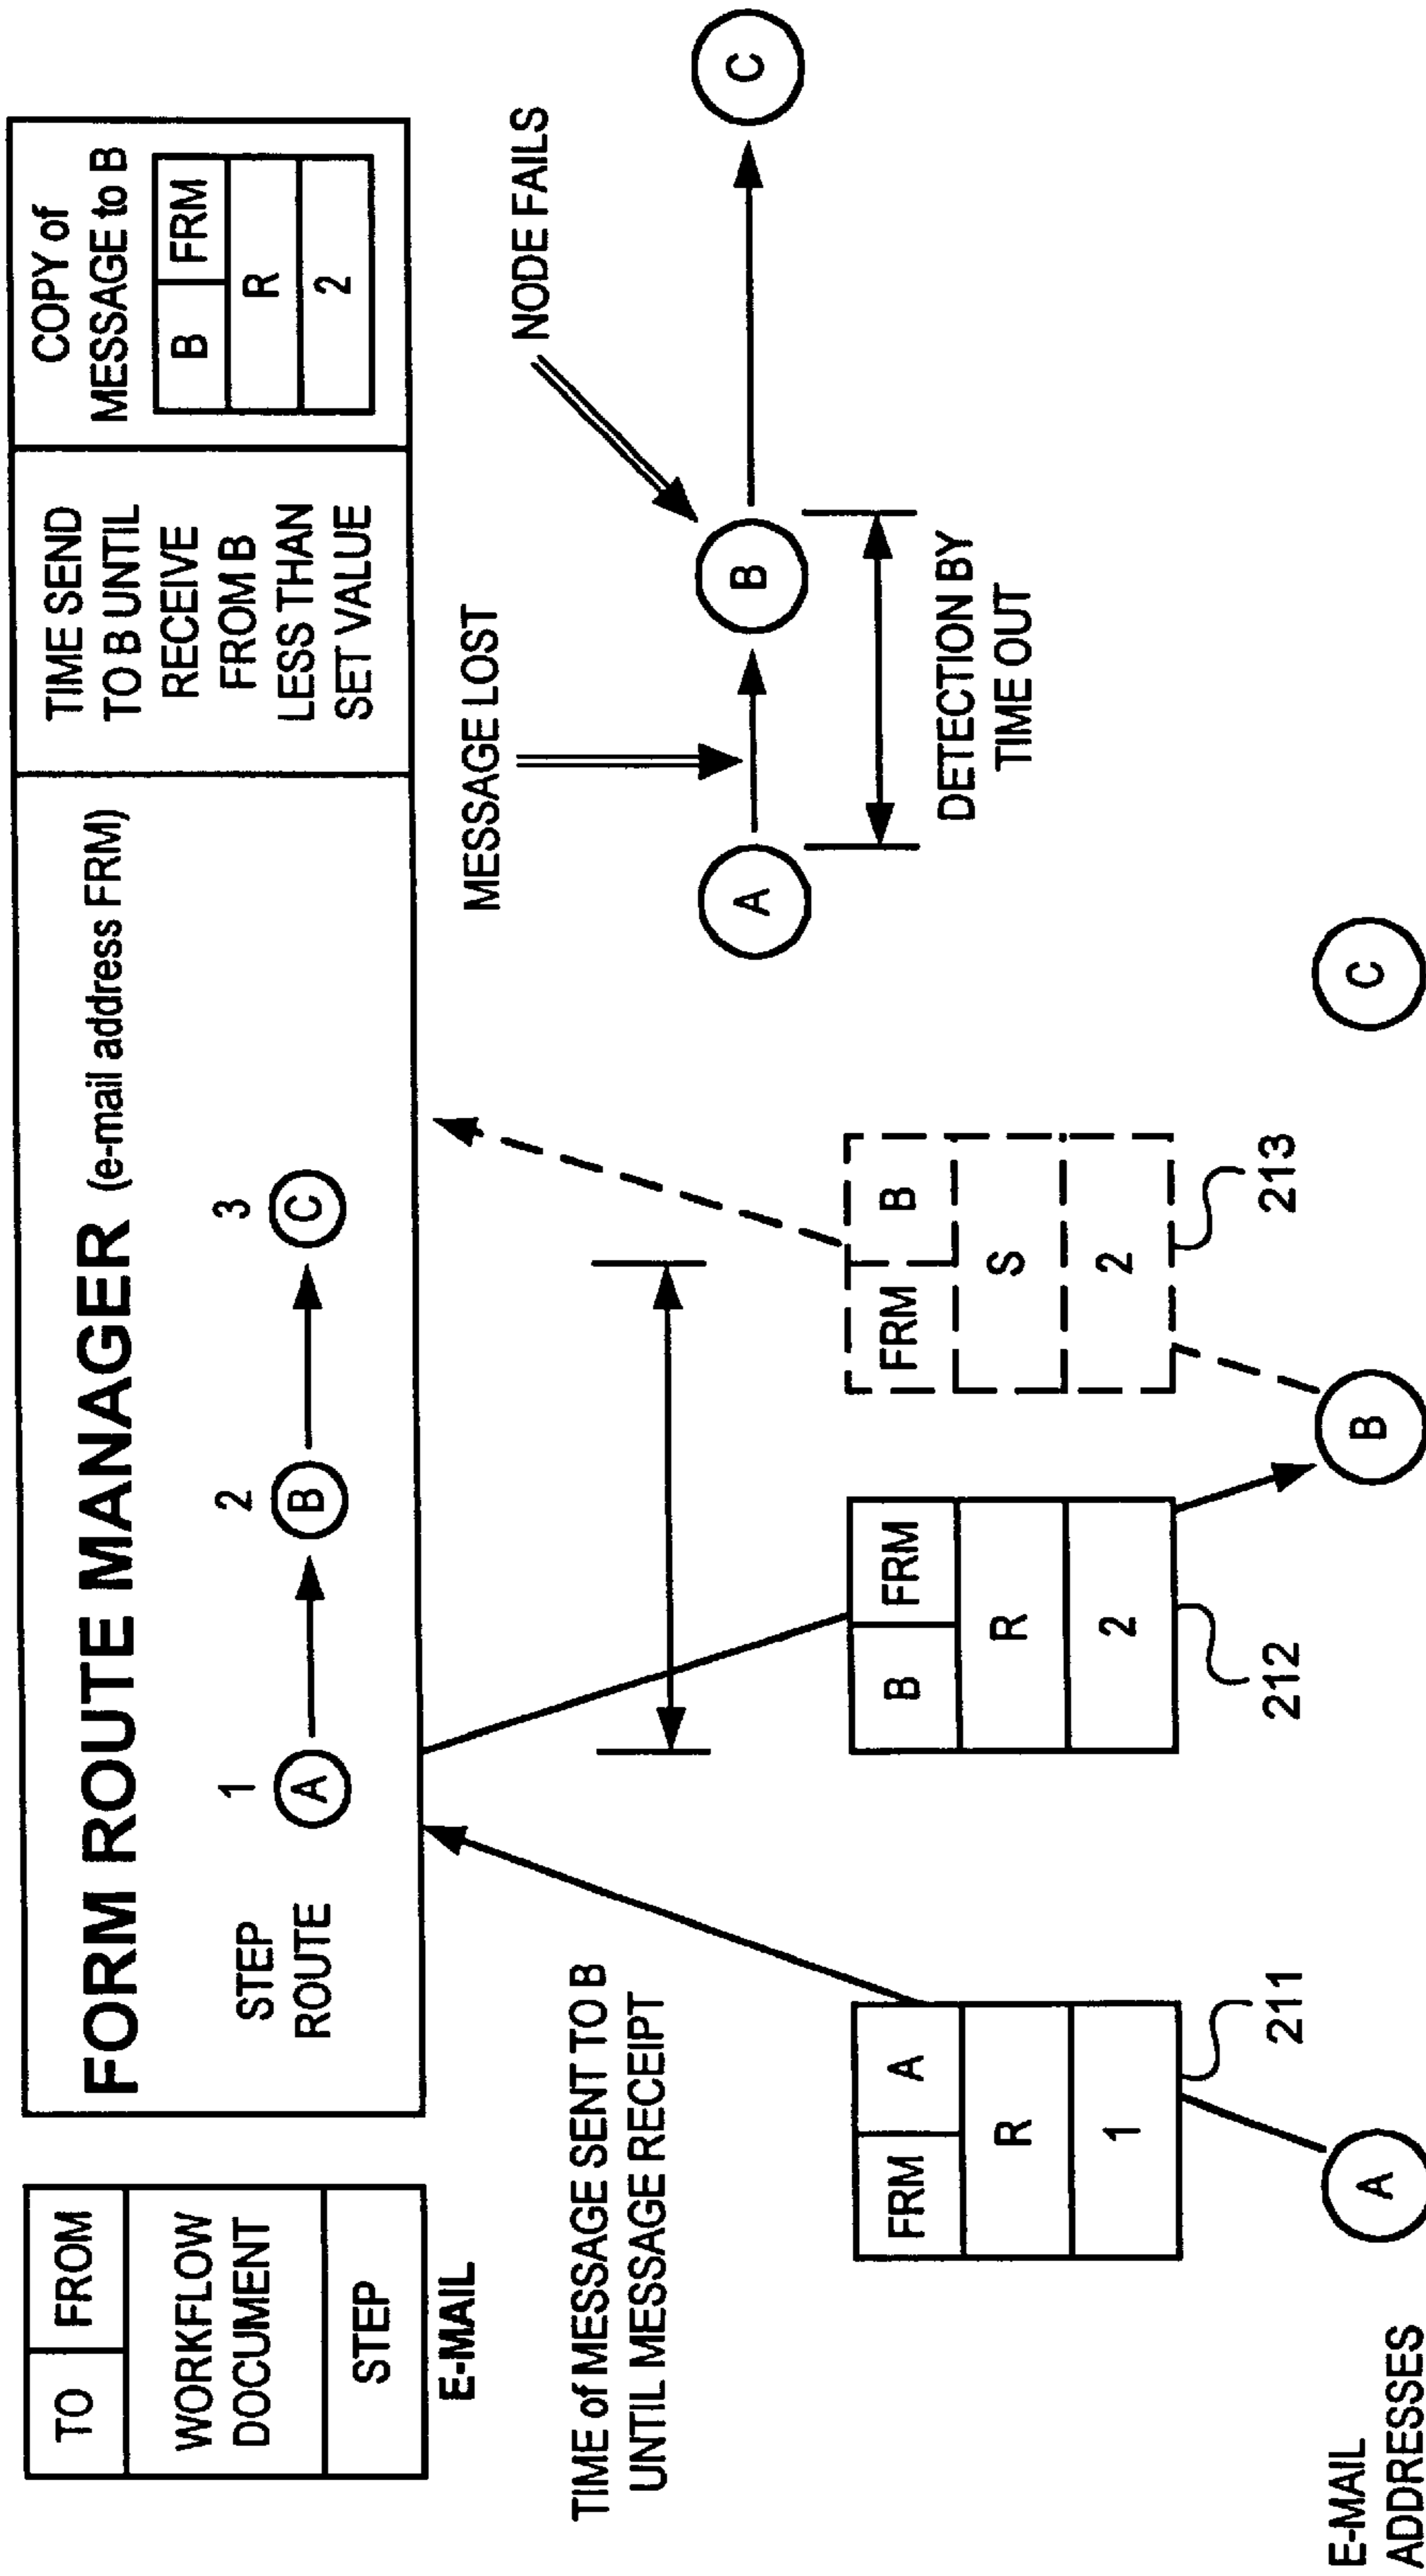 TO FROM
WORKFLOW
DOCUMENT
STEP
E-MAIL
FORM ROUTE MANAGER (e-mail address FRM)
STEP 1 2 3
ROUTE A B C
TIME SEND
TO B UNTIL
RECEIVE
FROM B
LESS THAN
SET VALUE
COPY of
MESSAGE to B
B FRM
R
2
TIME of MESSAGE SENT TO B
UNTIL MESSAGE RECEIPT
MESSAGE LOST
NODE FAILS
A B C
DETECTION BY
TIME OUT
FRM A
R
1
211
B FRM
R
2
212
FRM B
S
2
213
E-MAIL
ADDRESSES
A B C